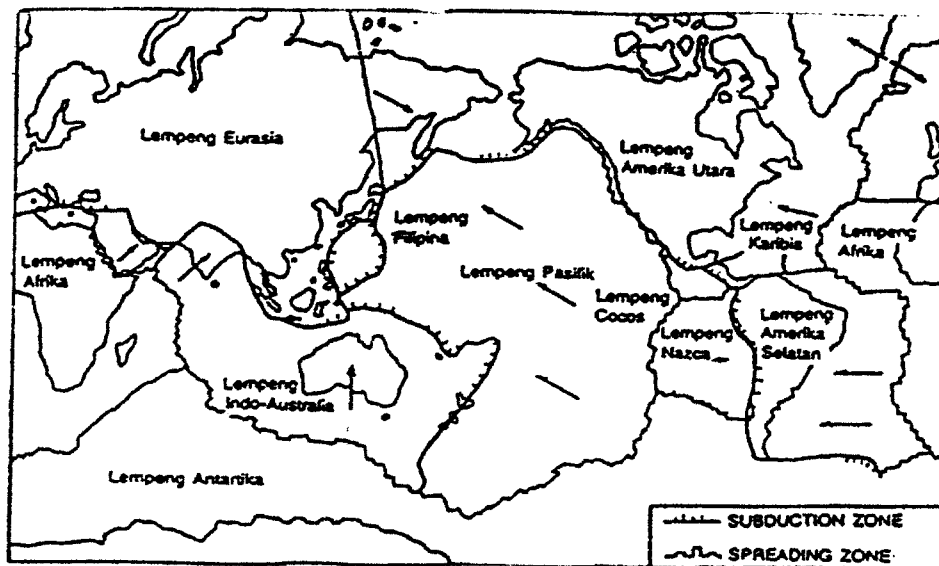 Lempeng Eurasia
Lempeng
Amerika Utara
Lempeng
Filipina
Lempeng
Karibia
Lempeng
Afrika
Lempeng
Afrika
Lempeng Pasifik
Lempeng
Cocos
Lempeng
Nazca
Lempeng
Amerika
Selatan
Lempeng
Indo-Australia
Lempeng Antartika
SUBDUCTION ZONE
SPREADING ZONE